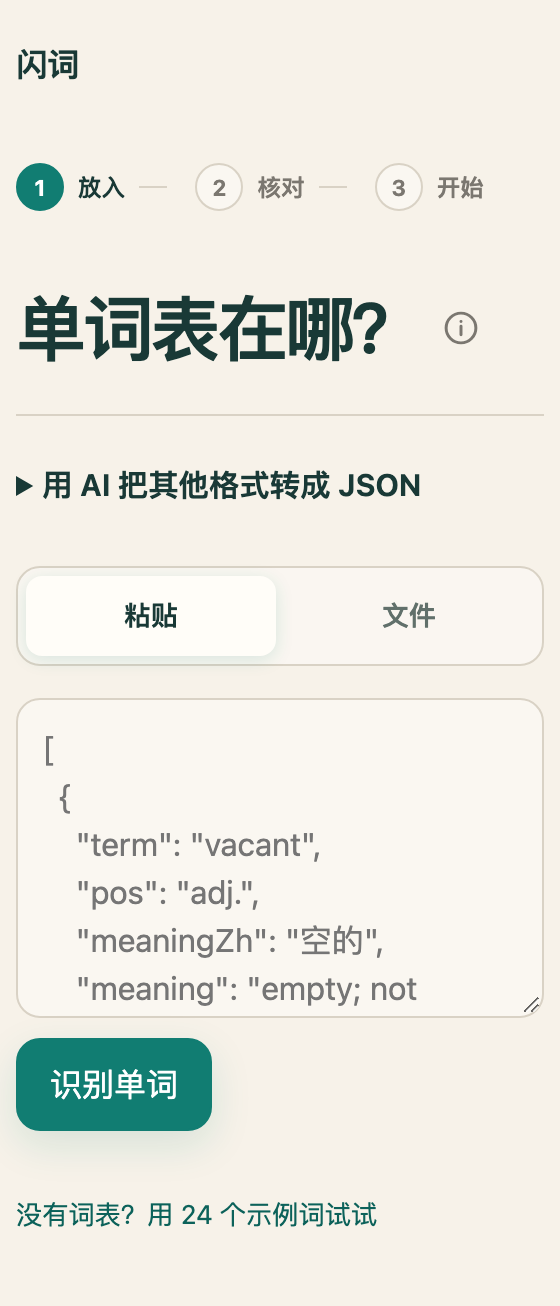 闪词
1 放入 2 核对 3 开始
单词表在哪?
用 AI 把其他格式转成 JSON
粘贴 文件
[
{
"term": "vacant",
"pos": "adj.",
"meaningZh": "空的",
"meaning": "empty; not
识别单词
没有词表? 用 24 个示例词试试